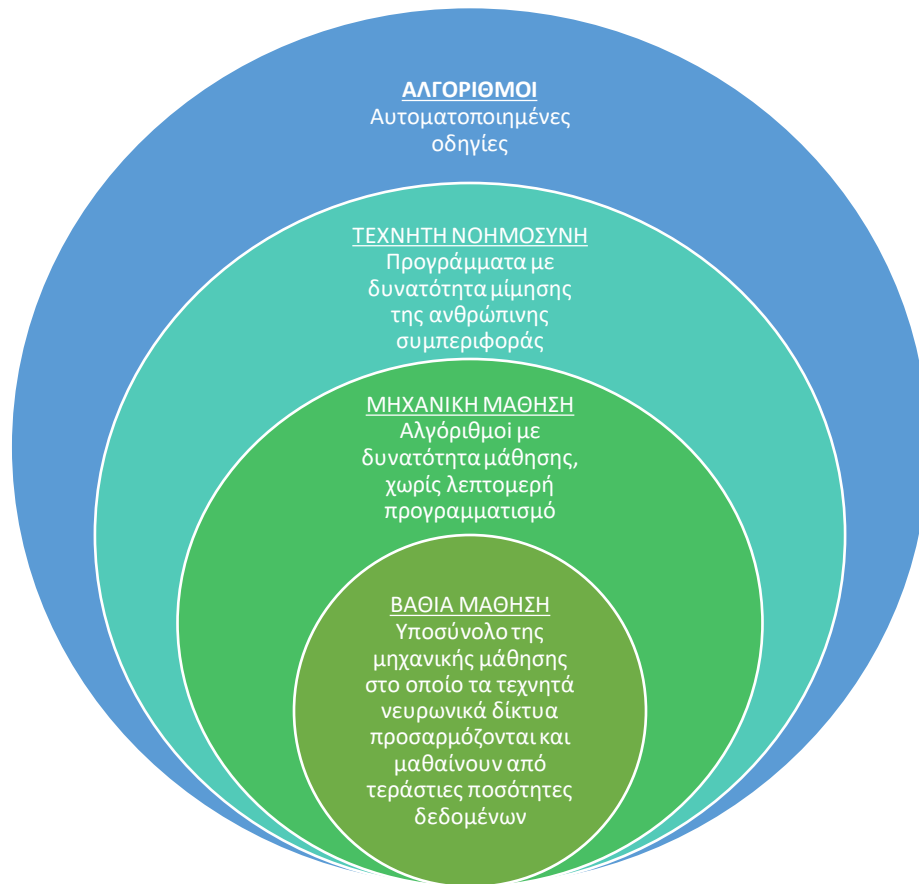 ΑΛΓΟΡΙΘΜΟΙ
Αυτοματοποιημένες
οδηγίες
ΤΕΧΝΗΤΗ ΝΟΗΜΟΣΥΝΗ
Προγράμματα με
δυνατότητα μίμησης
της ανθρώπινης
συμπεριφοράς
ΜΗΧΑΝΙΚΗ ΜΑΘΗΣΗ
Αλγόριθμοi με
δυνατότητα μάθησης,
χωρίς λεπτομερή
προγραμματισμό
ΒΑΘΙΑ ΜΑΘΗΣΗ
Υποσύνολο της
μηχανικής μάθησης
στο οποίο τα τεχνητά
νευρωνικά δίκτυα
προσαρμόζονται και
μαθαίνουν από
τεράστιες ποσότητες
δεδομένων